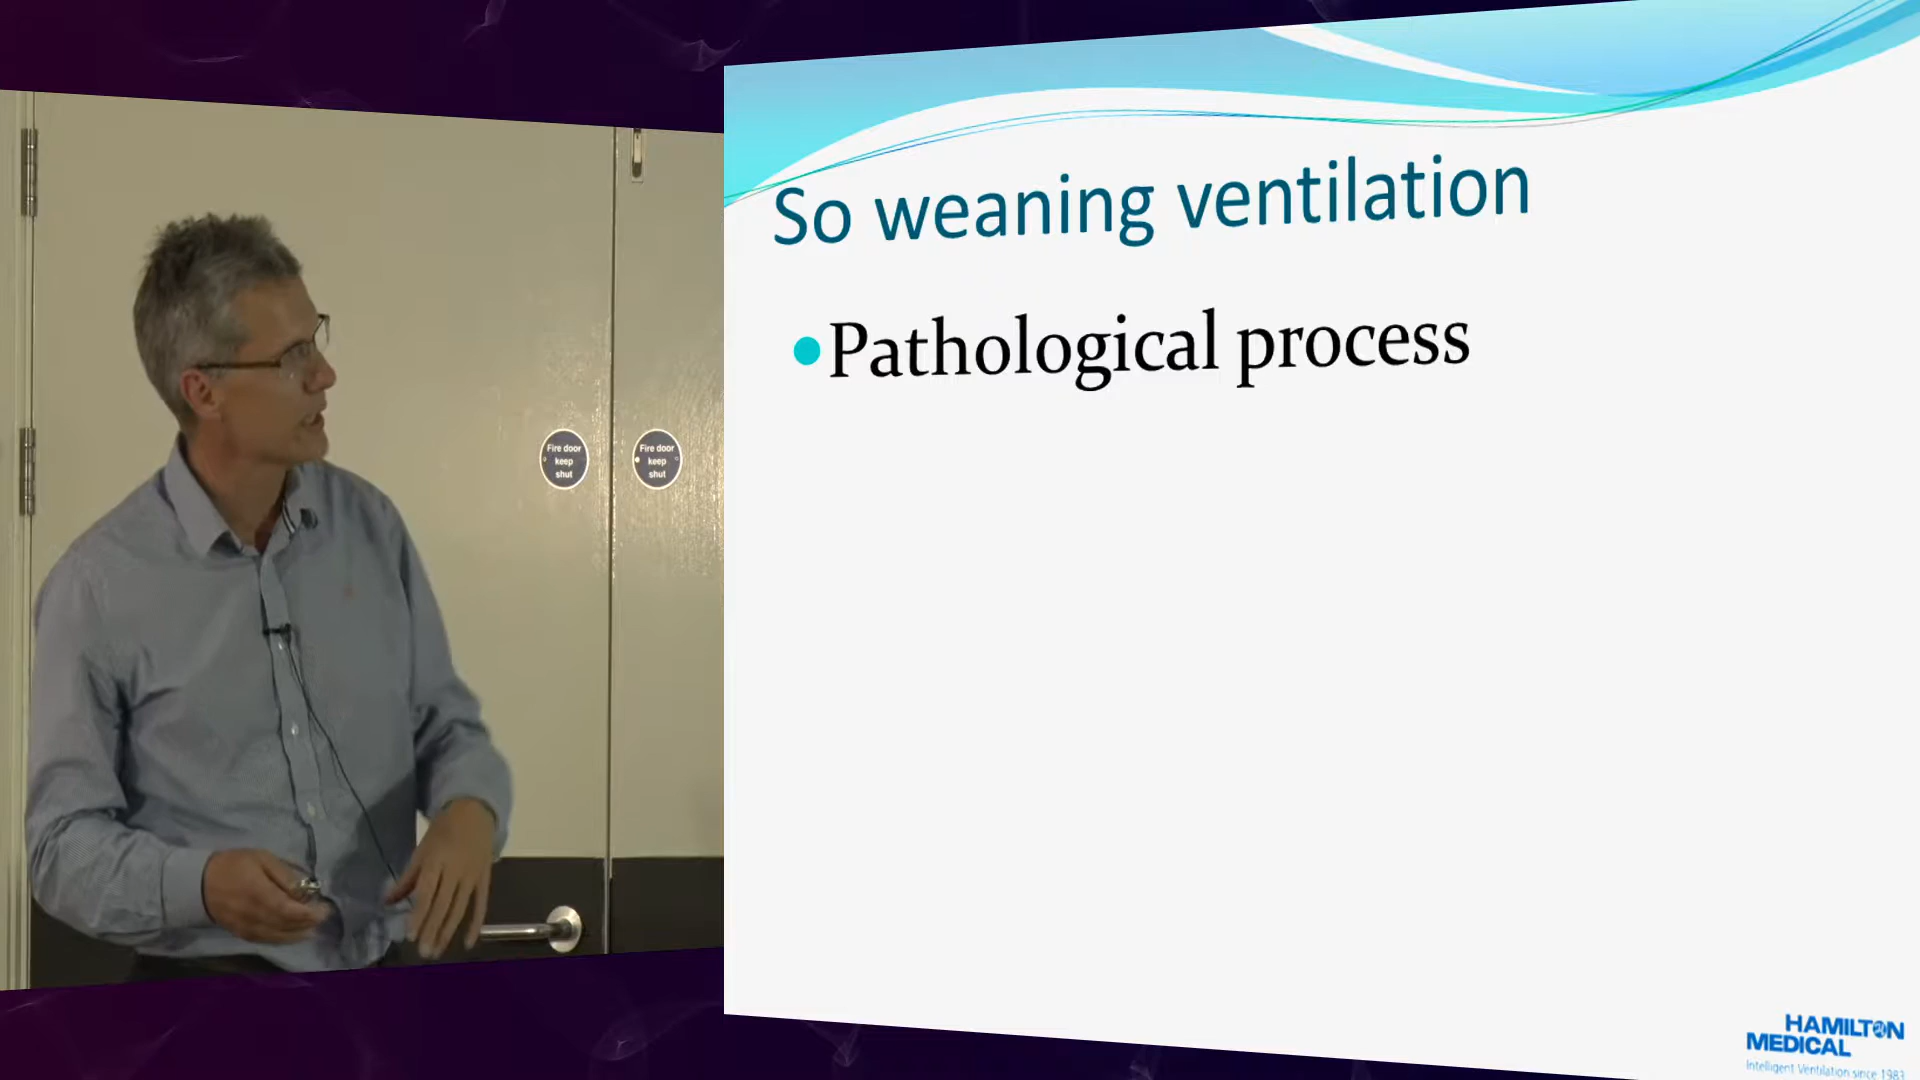 So weaning ventilation
•Pathological process
Fire door
keep
shut
Fire door
keep
shut
HAMILTON
MEDICAL
Intelligent Ventilation since 1983